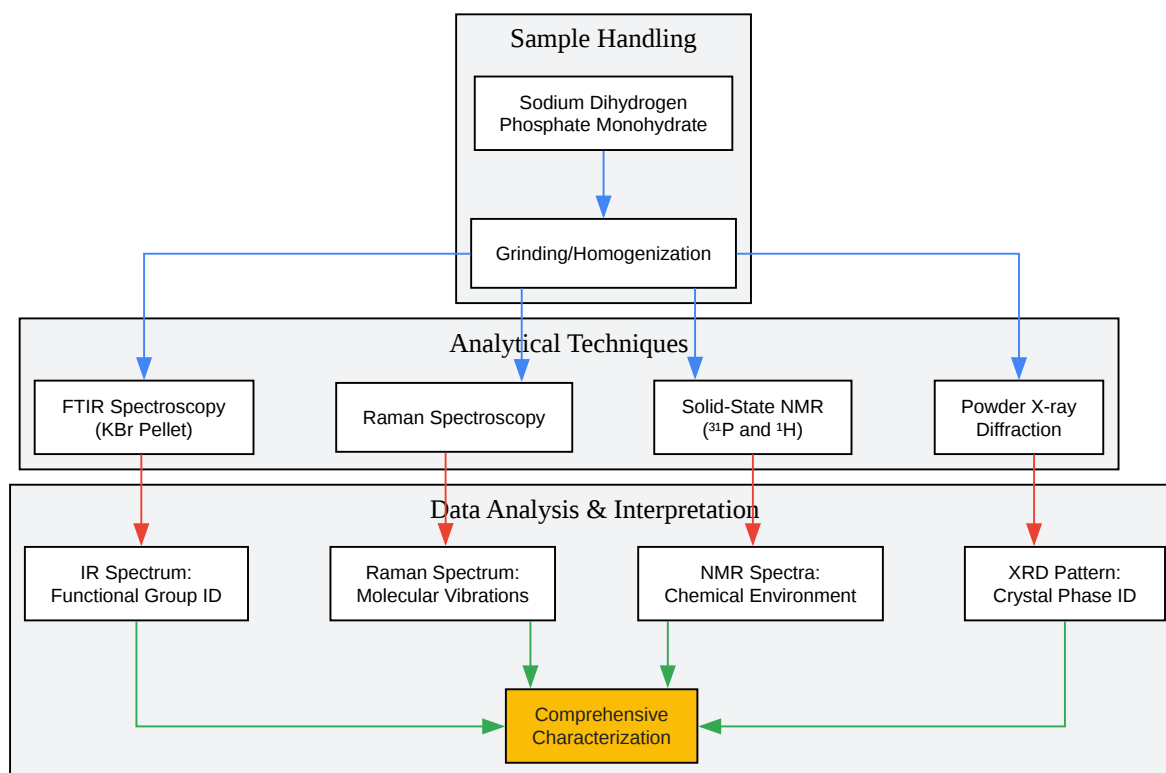 Sample Handling
Sodium Dihydrogen
Phosphate Monohydrate
Grinding/Homogenization
Analytical Techniques
FTIR Spectroscopy
(KBr Pellet)
Raman Spectroscopy
Solid-State NMR
(³¹P and ¹H)
Powder X-ray
Diffraction
Data Analysis & Interpretation
IR Spectrum:
Functional Group ID
Raman Spectrum:
Molecular Vibrations
NMR Spectra:
Chemical Environment
XRD Pattern:
Crystal Phase ID
Comprehensive
Characterization